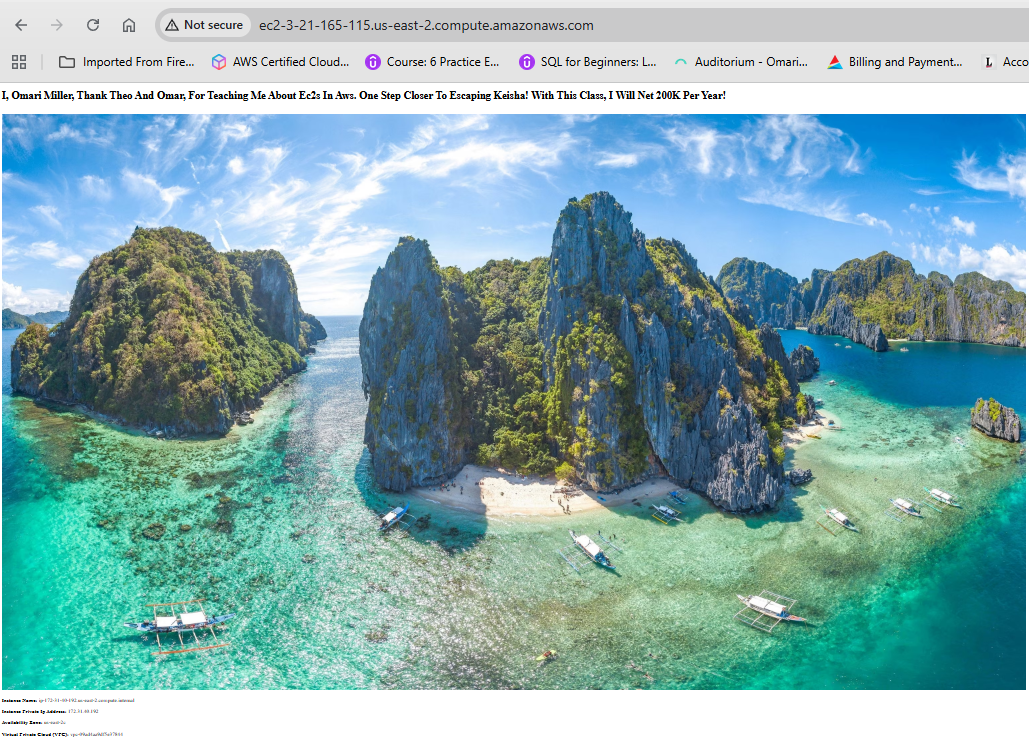 Not secure ec2-3-21-165-115.us-east-2.compute.amazonaws.com
Imported From Fire... AWS Certified Cloud... Course: 6 Practice E... SQL for Beginners: L... Auditorium - Omari... Billing and Payment... L Acco
I, Omari Miller, Thank Theo And Omar, For Teaching Me About Ec2s In Aws. One Step Closer To Escaping Keisha! With This Class, I Will Net 200K Per Year!
Instance Name: ip-172-31-40-192.us-east-2.compute.internal
Instance Private Ip Address: 172.31.40.192
Availability Zone: us-east-2c
Virtual Private Cloud (VPC):